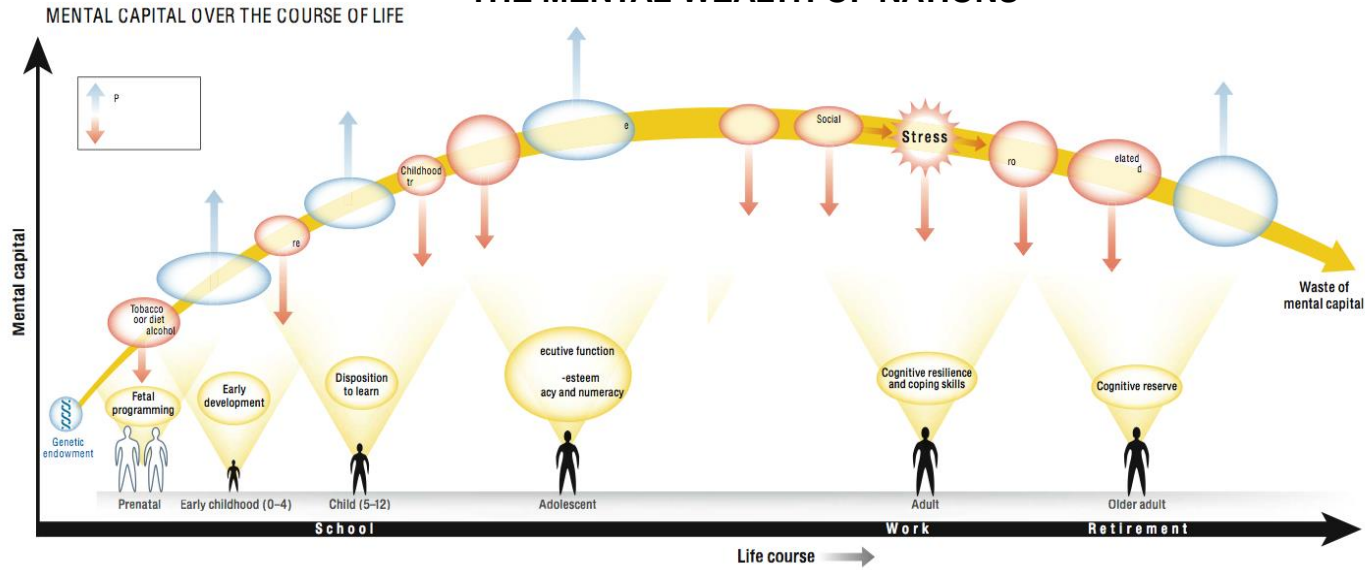 MENTAL CAPITAL OVER THE COURSE OF LIFE
P
Mental capital
Tobacco
oor diet
alcohol
re
Childhood
tr
e
Social
Stress
ro
elated
d
Waste of
mental capital
Genetic
endowment
Fetal
programming
Early
development
Disposition
to learn
ecutive function
-esteem
acy and numeracy
Cognitive resilience
and coping skills
Cognitive reserve
Prenatal
Early childhood (0–4)
Child (5–12)
Adolescent
Adult
Older adult
School
Work
Retirement
Life course